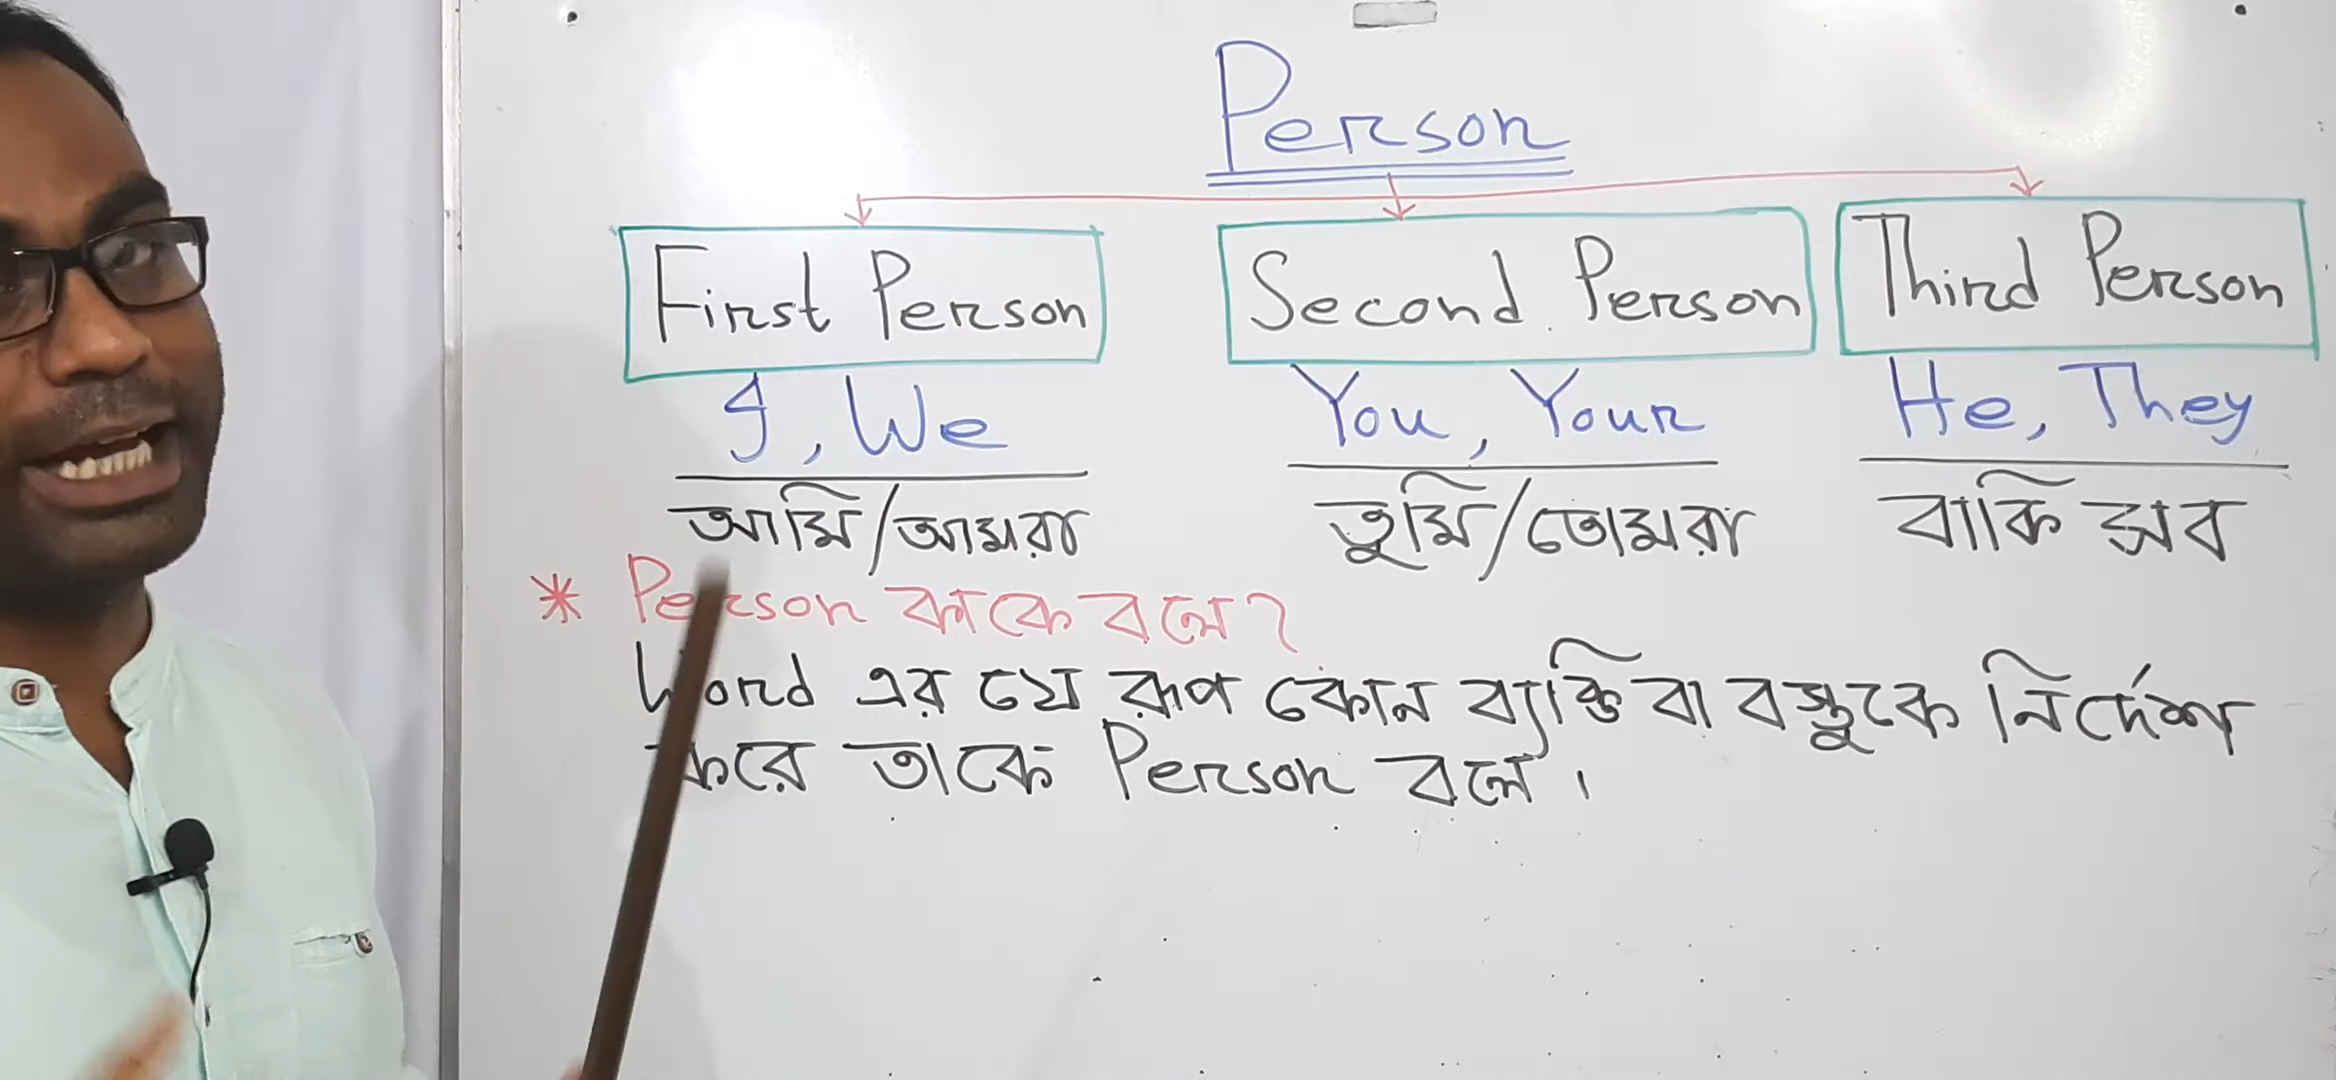 Person
First Person Second Person Third Person
I, We You, Your He, They
আমি/আমরা তুমি/তোমরা বাকি সব
* Person কাকে বলে?
Word এর যে রূপ কোন ব্যক্তি বা বস্তুকে নির্দেশ
করে তাকে Person বলে।